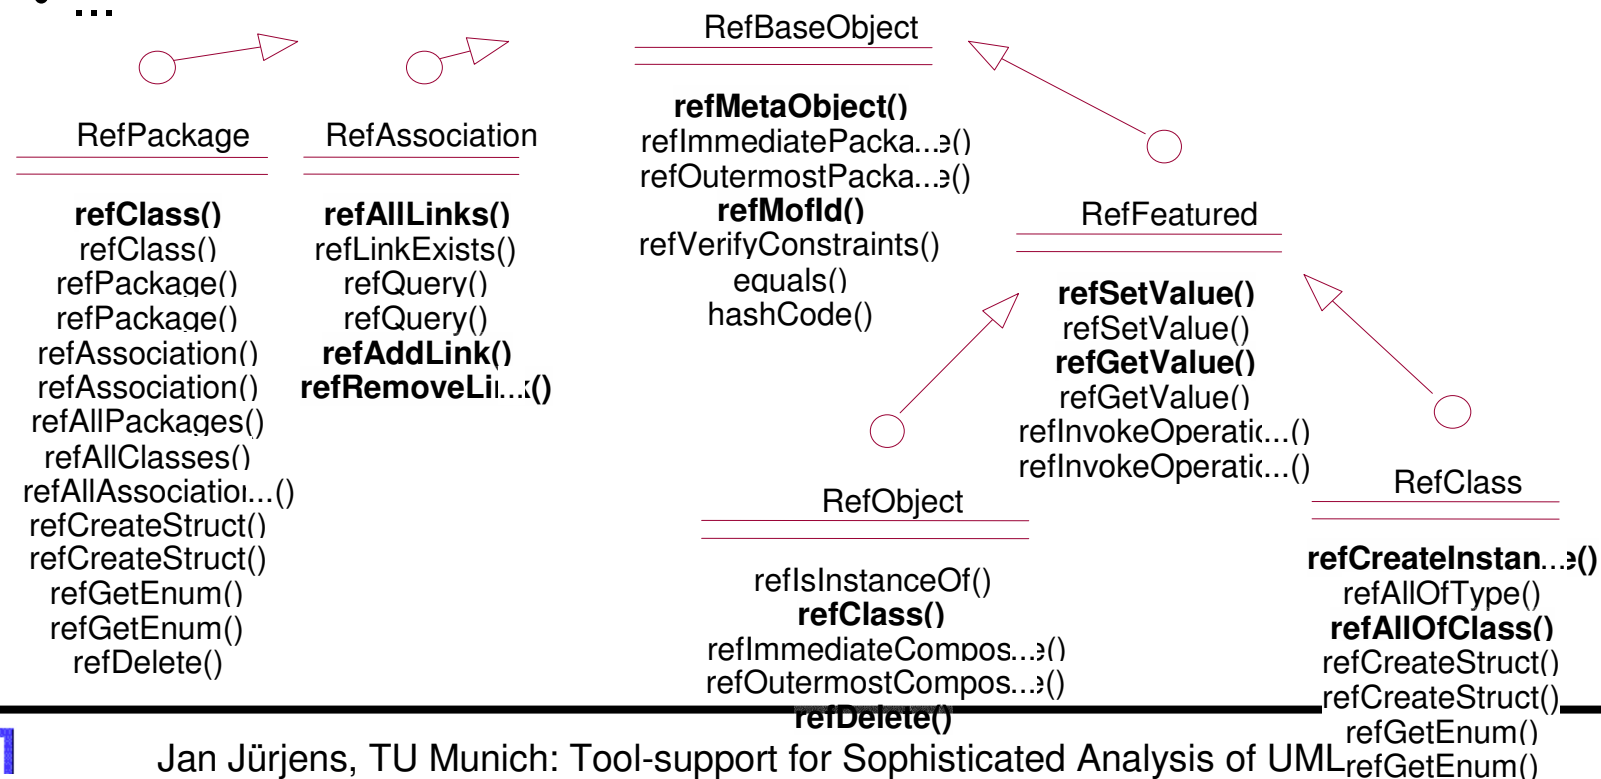 • ...
RefBaseObject
refMetaObject()
refImmediatePacka...e()
refOutermostPacka...e()
refMofId()
refVerifyConstraints()
equals()
hashCode()
RefPackage
refClass()
refClass()
refPackage()
refPackage()
refAssociation()
refAssociation()
refAllPackages()
refAllClasses()
refAllAssociation...()
refCreateStruct()
refCreateStruct()
refGetEnum()
refGetEnum()
refDelete()
RefAssociation
refAllLinks()
refLinkExists()
refQuery()
refQuery()
refAddLink()
refRemoveLi...k()
RefFeatured
refSetValue()
refSetValue()
refGetValue()
refGetValue()
refInvokeOperatio...()
refInvokeOperatio...()
RefObject
refIsInstanceOf()
refClass()
refImmediateCompos...e()
refOutermostCompos...e()
refDelete()
RefClass
refCreateInstan...e()
refAllOfType()
refAllOfClass()
refCreateStruct()
refCreateStruct()
refGetEnum()
refGetEnum()
Jan Jürjens, TU Munich: Tool-support for Sophisticated Analysis of UML